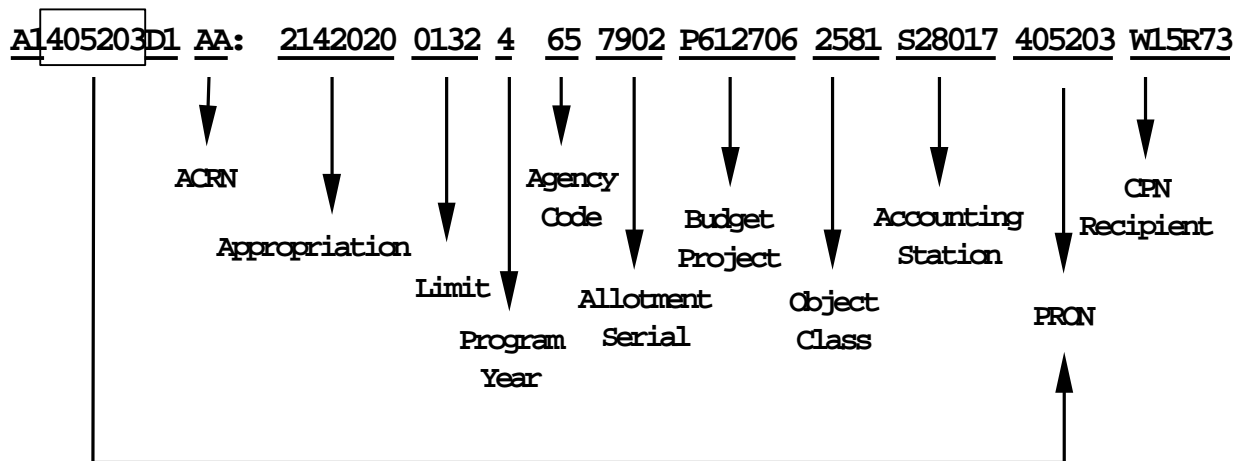 A1405203D1 AA: 2142020 0132 4 65 7902 P612706 2581 S28017 405203 W15R73
ACRN
Appropriation
Limit
Program
Year
Agency
Code
Allotment
Serial
Budget
Project
Object
Class
Accounting
Station
PRON
CPN
Recipient